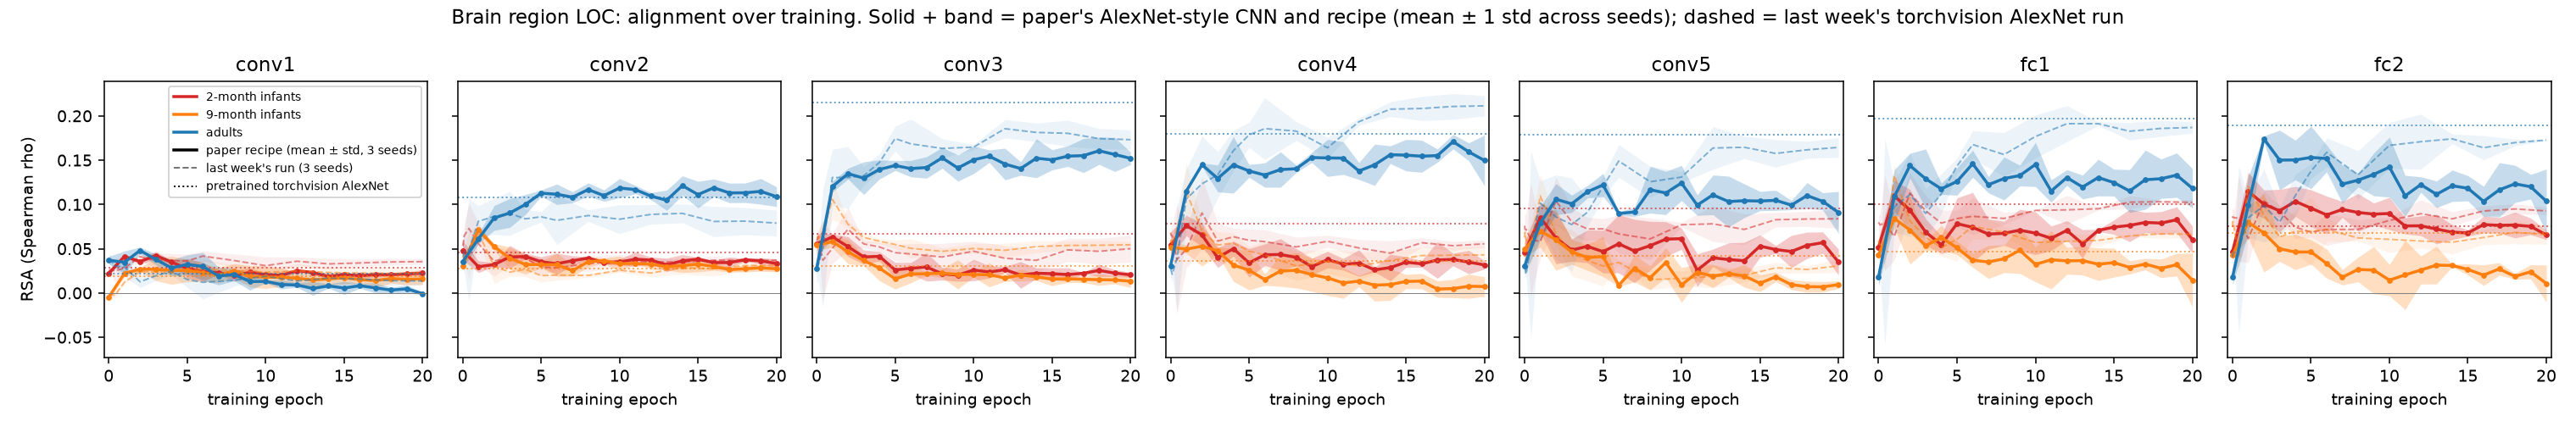 Brain region LOC: alignment over training. Solid + band = paper's AlexNet-style CNN and recipe (mean ± 1 std across seeds); dashed = last week's torchvision AlexNet run
conv1
conv2
conv3
conv4
conv5
fc1
fc2
RSA (Spearman rho)
0.20
0.15
0.10
0.05
0.00
−0.05
2-month infants
9-month infants
adults
paper recipe (mean ± std, 3 seeds)
last week's run (3 seeds)
pretrained torchvision AlexNet
0 5 10 15 20
0 5 10 15 20
0 5 10 15 20
0 5 10 15 20
0 5 10 15 20
0 5 10 15 20
0 5 10 15 20
training epoch
training epoch
training epoch
training epoch
training epoch
training epoch
training epoch